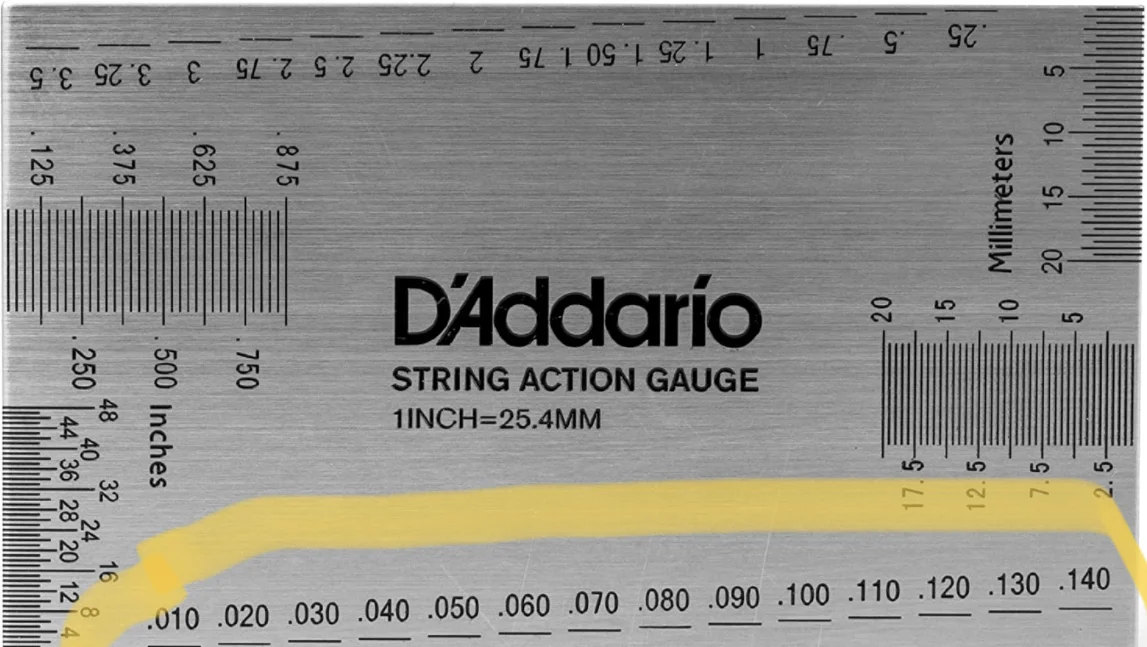 3.5 3.25 3 2.75 2.5 2.25 2 1.75 1.50 1.25 1 .75 .5 .25
.125 .375 .625 .875
5 10 15 20
Millimeters
.250 .500 .750
D'Addario
STRING ACTION GAUGE
1INCH=25.4MM
20 15 10 5
17.5 12.5 7.5 2.5
48 44 40 36 32 28 24 20 16 12 8 4
Inches
.010 .020 .030 .040 .050 .060 .070 .080 .090 .100 .110 .120 .130 .140